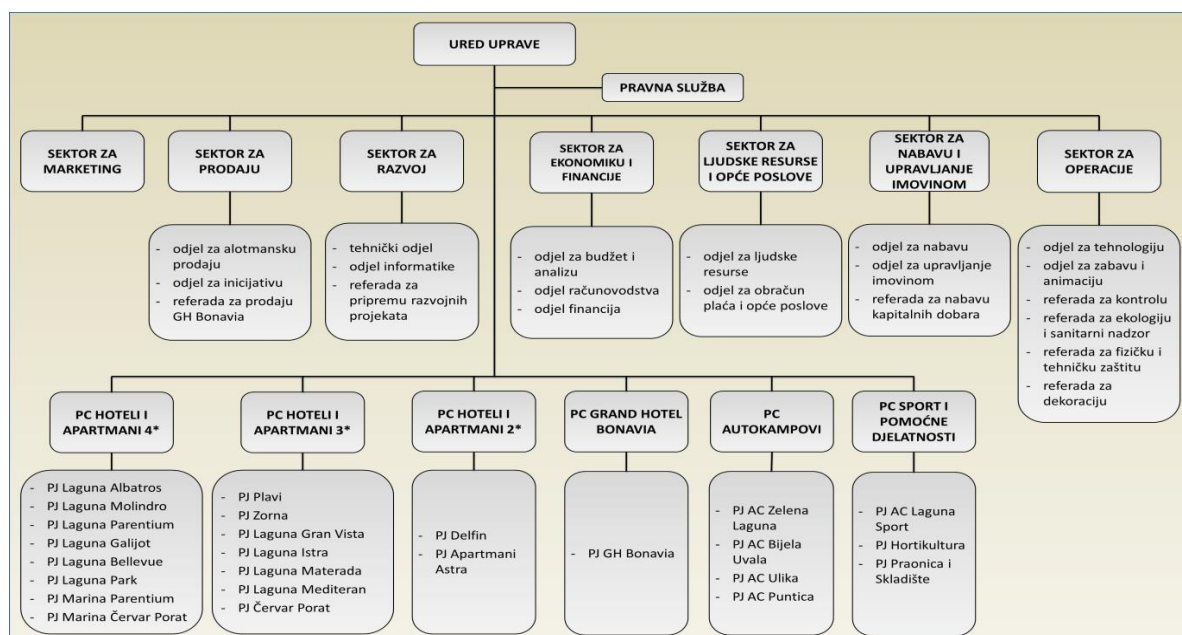 URED UPRAVE
PRAVNA SLUŽBA
SEKTOR ZA
MARKETING
SEKTOR ZA
PRODAJU
SEKTOR ZA
RAZVOJ
SEKTOR ZA
EKONOMIKU I
FINANCIJE
SEKTOR ZA
LJUDSKE RESURSE
I OPĆE POSLOVE
SEKTOR ZA
NABAVU I
UPRAVLJANJE
IMOVINOM
SEKTOR ZA
OPERACIJE
- odjel za alotmansku
prodaju
- odjel za inicijativu
- referada za prodaju
GH Bonavia
- tehnički odjel
- odjel informatike
- referada za
pripremu razvojnih
projekata
- odjel za budžet i
analizu
- odjel računovodstva
- odjel financija
- odjel za ljudske
resurse
- odjel za obračun
plaća i opće poslove
- odjel za nabavu
- odjel za upravljanje
imovinom
- referada za nabavu
kapitalnih dobara
- odjel za tehnologiju
- odjel za zabavu i
animaciju
- referada za kontrolu
- referada za ekologiju
i sanitarni nadzor
- referada za fizičku i
tehničku zaštitu
- referada za
dekoraciju
PC HOTELI I
APARTMANI 4*
PC HOTELI I
APARTMANI 3*
PC HOTELI I
APARTMANI 2*
PC GRAND HOTEL
BONAVIA
PC
AUTOKAMPOVI
PC SPORT I
POMOĆNE
DJELATNOSTI
- PJ Laguna Albatros
- PJ Laguna Molindro
- PJ Laguna Parentium
- PJ Laguna Galijot
- PJ Laguna Bellevue
- PJ Laguna Park
- PJ Marina Parentium
- PJ Marina Červar Porat
- PJ Plavi
- PJ Zorna
- PJ Laguna Gran Vista
- PJ Laguna Istra
- PJ Laguna Materada
- PJ Laguna Mediteran
- PJ Červar Porat
- PJ Delfin
- PJ Apartmani
Astra
- PJ GH Bonavia
- PJ AC Zelena
Laguna
- PJ AC Bijela
Uvala
- PJ AC Ulika
- PJ AC Puntica
- PJ AC Laguna
Sport
- PJ Hortikultura
- PJ Praonica i
Skladište